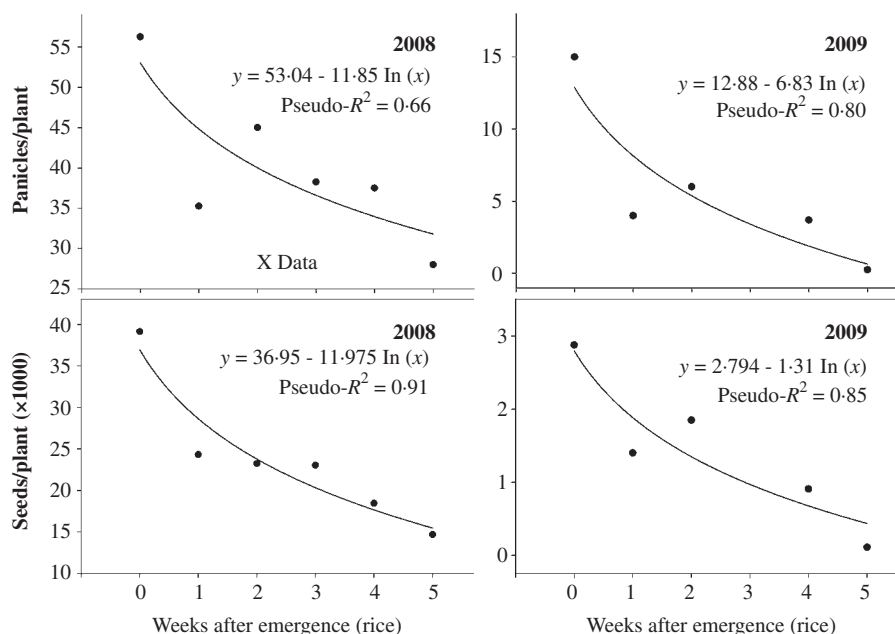 2008
y = 53·04 - 11·85 In (x)
Pseudo-R² = 0·66
X Data
Panicles/plant
55
50
45
40
35
30
25
2009
y = 12·88 - 6·83 In (x)
Pseudo-R² = 0·80
15
10
5
0
2008
y = 36·95 - 11·975 In (x)
Pseudo-R² = 0·91
Seeds/plant (×1000)
40
35
30
25
20
15
10
0 1 2 3 4 5
Weeks after emergence (rice)
2009
y = 2·794 - 1·31 In (x)
Pseudo-R² = 0·85
3
2
1
0
0 1 2 3 4 5
Weeks after emergence (rice)